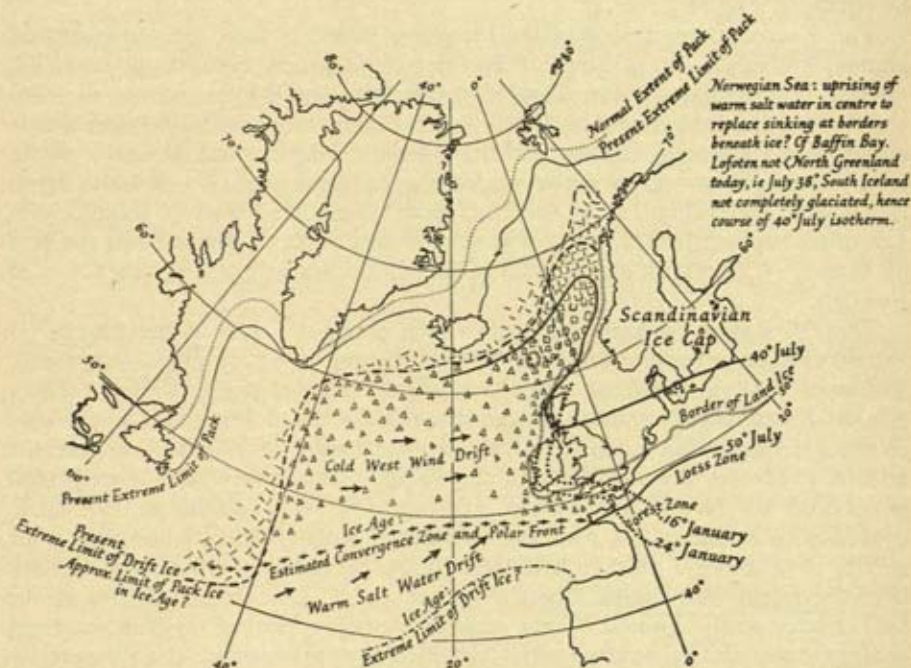 80°
40°
0°
80°
Normal Extent of Pack
Present Extreme Limit of Pack
70°
70°
Norwegian Sea: uprising of
warm salt water in centre to
replace sinking at borders
beneath ice? Cf Baffin Bay.
Lofoten not < North Greenland
today, ie July 38°, South Iceland
not completely glaciated, hence
course of 40° July isotherm.
60°
60°
Scandinavian
Ice Cap
50°
40° July
Border of Land Ice
50° July
Loess Zone
Cold West Wind Drift
Present Extreme Limit of Pack
Forest Zone
16° January
24° January
Ice Age:
Estimated Convergence Zone and Polar Front
Present
Extreme Limit of Drift Ice
Approx. Limit of Pack Ice
in Ice Age?
Warm Salt Water Drift
Ice Age:
Extreme Limit of Drift Ice?
40°
40°
20°
0°